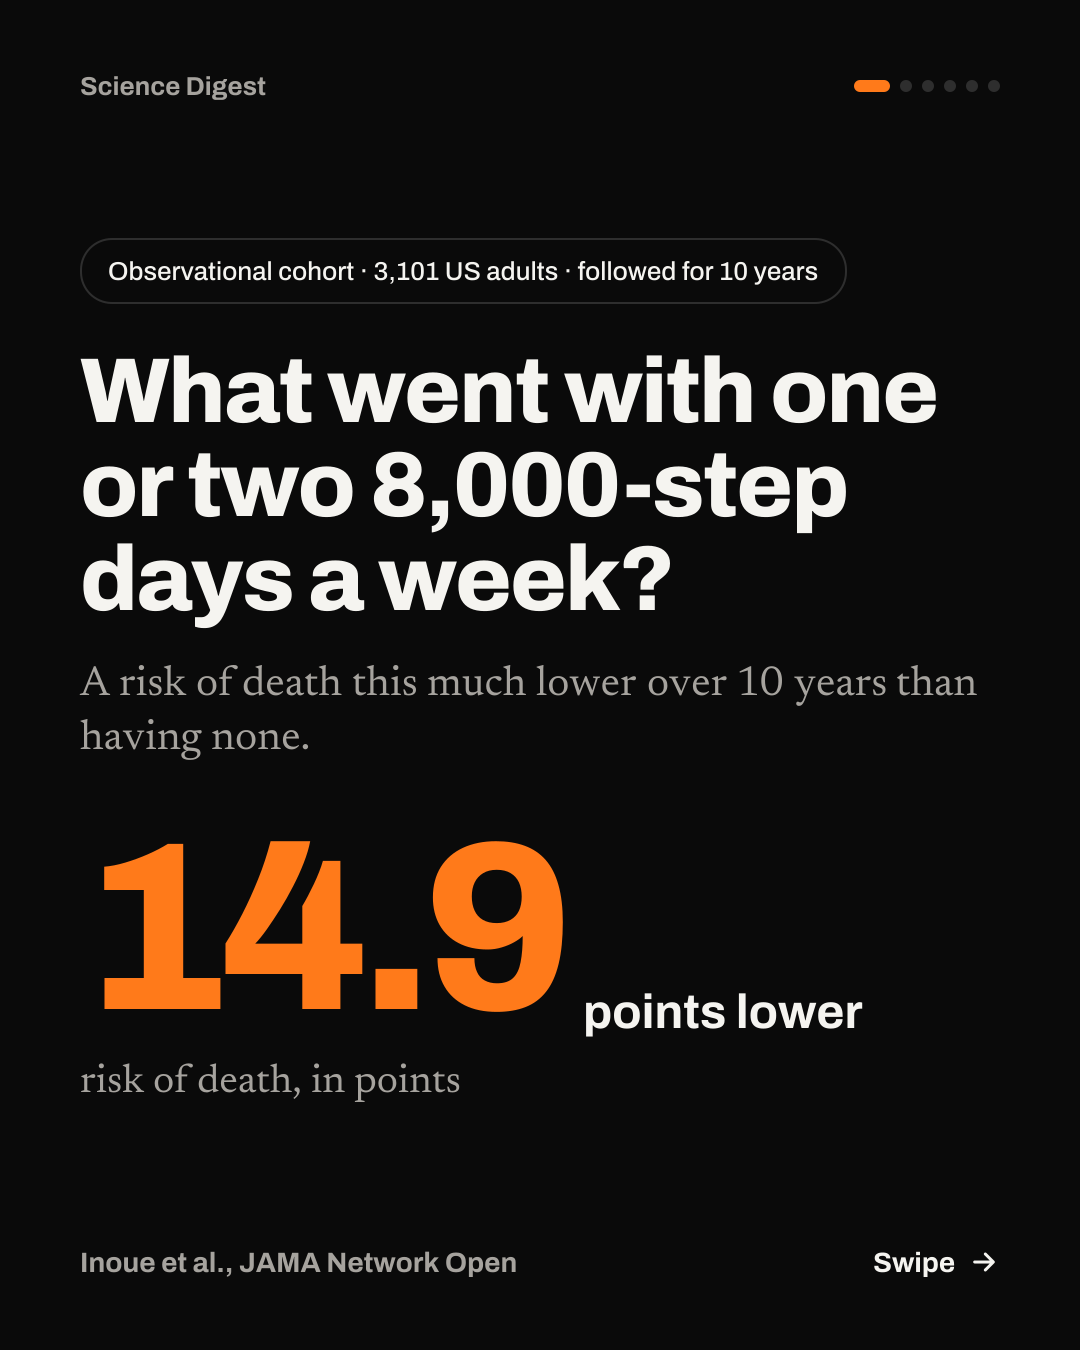 Science Digest
Observational cohort · 3,101 US adults · followed for 10 years
What went with one
or two 8,000-step
days a week?
A risk of death this much lower over 10 years than
having none.
14.9 points lower
risk of death, in points
Inoue et al., JAMA Network Open
Swipe →